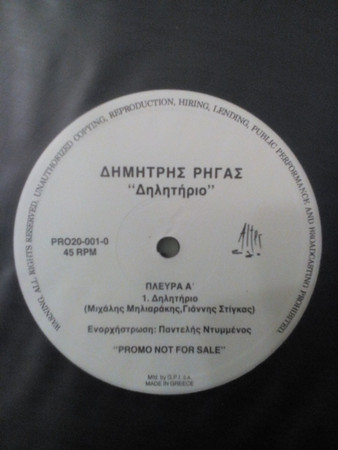 WARNING. ALL RIGHTS RESERVED. UNAUTHORIZED COPYING, REPRODUCTION, HIRING, LENDING, PUBLIC PERFORMANCE AND BROADCASTING PROHIBITED.
ΔΗΜΗΤΡΗΣ ΡΗΓΑΣ
"Δηλητήριο"
PRO20-001-0
45 RPM
ΠΛΕΥΡΑ Α'
1. Δηλητήριο
(Μιχάλης Μηλιαράκης,Γιάννης Στίγκας)
Ενορχήστρωση: Παντελής Ντυμμένος
"PROMO NOT FOR SALE"
MADE IN GREECE